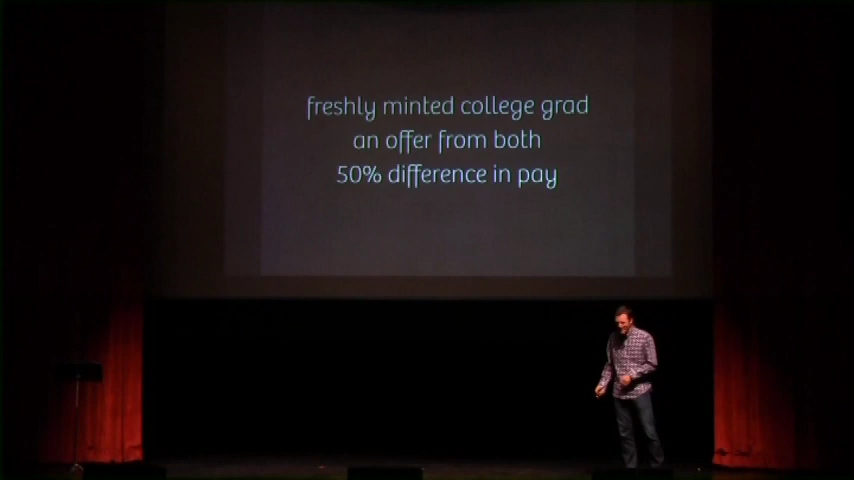 freshly minted college grad
an offer from both
50% difference in pay